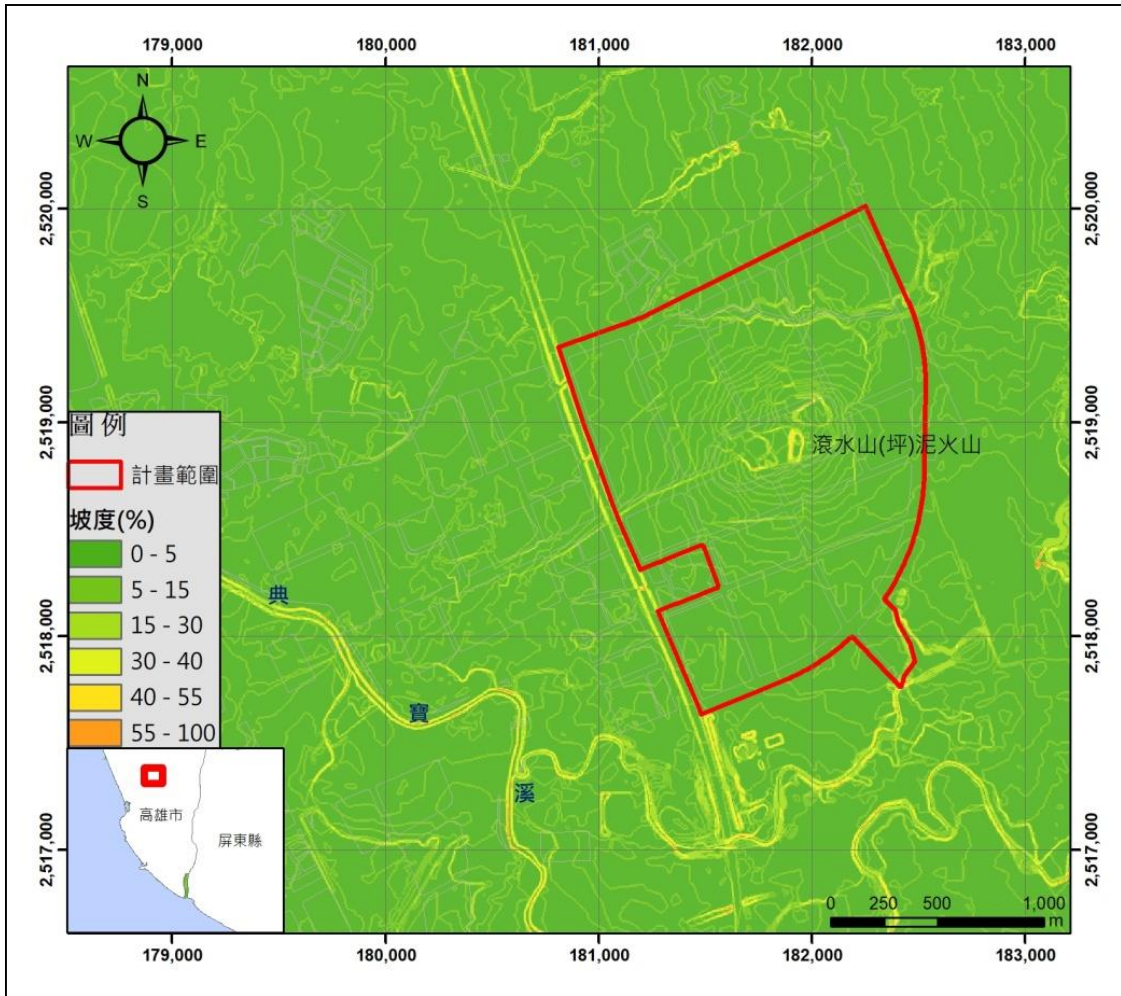 179,000 180,000 181,000 182,000 183,000
N
W E
S
2,520,000 2,520,000
2,519,000 2,519,000
滾水山(坪)泥火山
圖例
計畫範圍
坡度(%)
0 - 5
5 - 15
15 - 30
30 - 40
40 - 55
55 - 100
典
寶
溪
2,518,000 2,518,000
2,517,000 2,517,000
高雄市
屏東縣
0 250 500 1,000
m
179,000 180,000 181,000 182,000 183,000